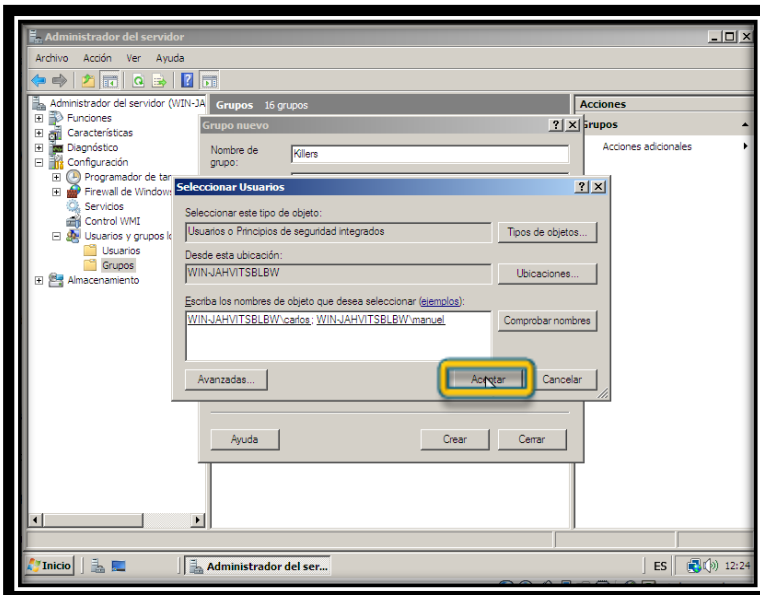 Administrador del servidor
Archivo Acción Ver Ayuda
Administrador del servidor (WIN-JA
Funciones
Características
Diagnóstico
Configuración
Programador de tar
Firewall de Windows
Servicios
Control WMI
Usuarios y grupos lo
Usuarios
Grupos
Almacenamiento
Grupos 16 grupos
Grupo nuevo
Nombre de
grupo:
Killers
Seleccionar Usuarios
Seleccionar este tipo de objeto:
Usuarios o Principios de seguridad integrados
Tipos de objetos...
Desde esta ubicación:
WIN-JAHVITSBLBW
Ubicaciones...
Escriba los nombres de objeto que desea seleccionar (ejemplos):
WIN-JAHVITSBLBW\carlos; WIN-JAHVITSBLBW\manuel
Comprobar nombres
Avanzadas...
Aceptar
Cancelar
Ayuda
Crear
Cerrar
Acciones
Grupos
Acciones adicionales
Inicio
Administrador del ser...
ES
12:24